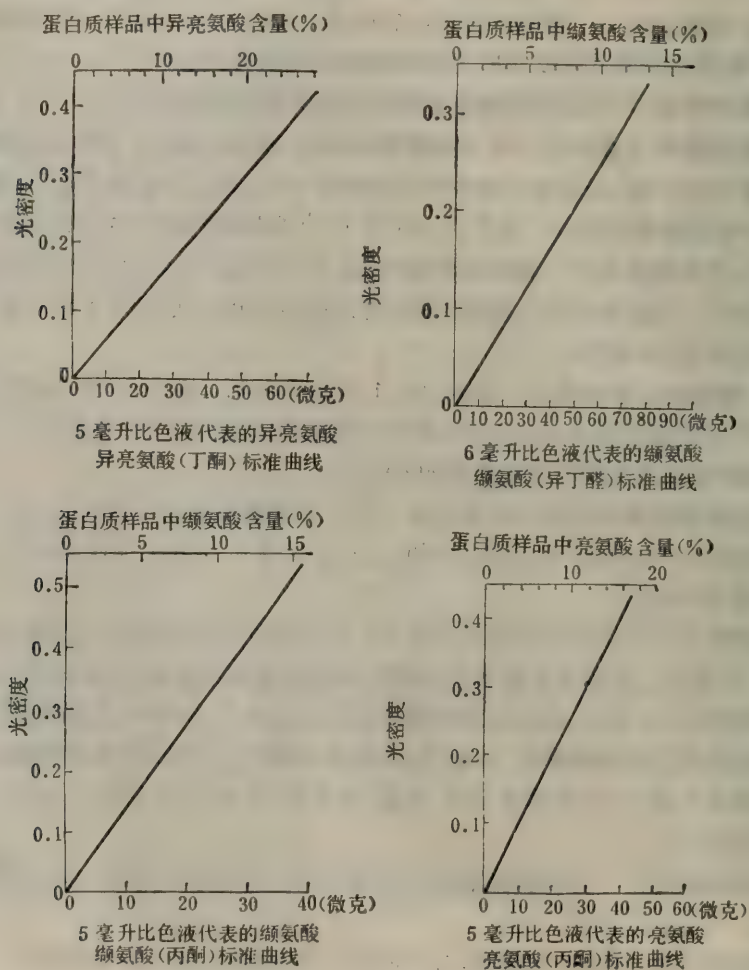 蛋白质样品中异亮氨酸含量(%)
0 10 20
0.4
0.3
0.2
0.1
0
光密度
0 10 20 30 40 50 60(微克)
5毫升比色液代表的异亮氨酸
异亮氨酸(丁酮)标准曲线
蛋白质样品中缬氨酸含量(%)
0 5 10 15
0.3
0.2
0.1
0
光密度
0 10 20 30 40 50 60 70 80 90(微克)
6毫升比色液代表的缬氨酸
缬氨酸(异丁醛)标准曲线
蛋白质样品中缬氨酸含量(%)
0 5 10 15
0.5
0.4
0.3
0.2
0.1
0
光密度
0 10 20 30 40(微克)
5毫升比色液代表的缬氨酸
缬氨酸(丙酮)标准曲线
蛋白质样品中亮氨酸含量(%)
0 10 20
0.4
0.3
0.2
0.1
光密度
0 10 20 30 40 50 60(微克)
5毫升比色液代表的亮氨酸
亮氨酸(丙酮)标准曲线